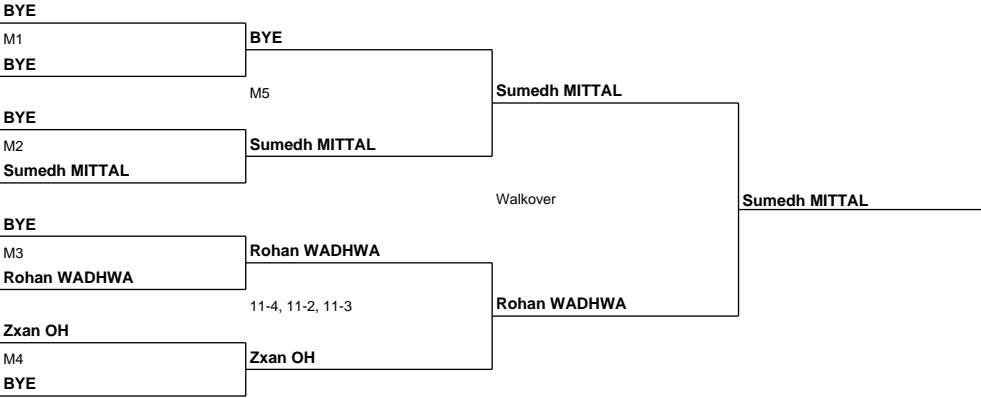 BYE
M1
BYE
BYE
M5
Sumedh MITTAL
BYE
M2
Sumedh MITTAL
Sumedh MITTAL
Walkover
Sumedh MITTAL
BYE
M3
Rohan WADHWA
Rohan WADHWA
11-4, 11-2, 11-3
Rohan WADHWA
Zxan OH
M4
Zxan OH
BYE